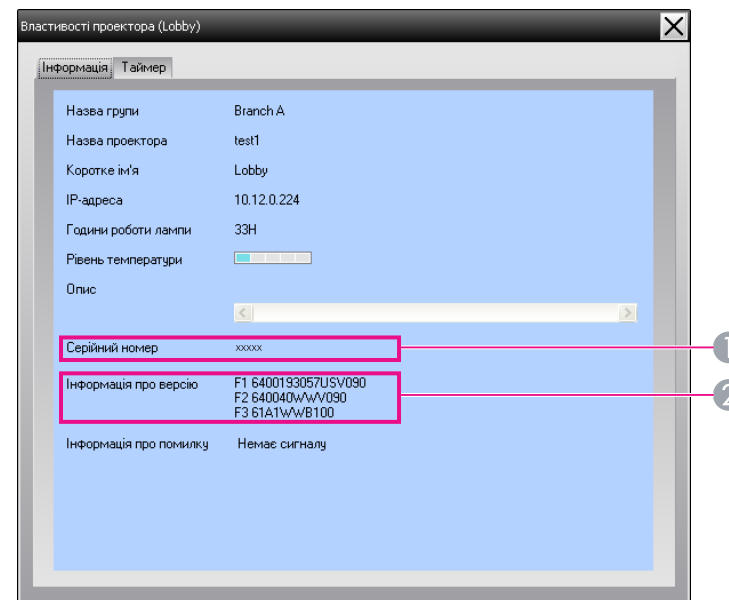 Властивості проектора (Lobby)
Інформація Таймер
Назва групи Branch A
Назва проектора test1
Коротке ім'я Lobby
IP-адреса 10.12.0.224
Години роботи лампи 33H
Рівень температури
Опис
Серійний номер xxxxx
Інформація про версію F1 6400193057USV090
F2 640040WWV090
F3 61A1WWB100
Інформація про помилку Немає сигналу
1
2